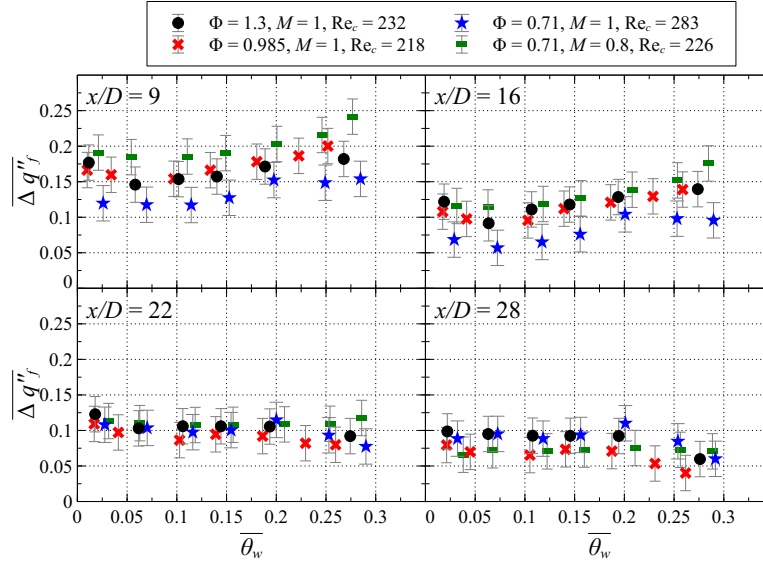 Φ = 1.3, M = 1, Re_c = 232
Φ = 0.71, M = 1, Re_c = 283
Φ = 0.985, M = 1, Re_c = 218
Φ = 0.71, M = 0.8, Re_c = 226
x/D = 9
x/D = 16
0.25
0.2
0.15
0.1
0.05
0
Δ q''_f
x/D = 22
x/D = 28
0.25
0.2
0.15
0.1
0.05
0
Δ q''_f
0 0.05 0.1 0.15 0.2 0.25 0.3
0.05 0.1 0.15 0.2 0.25 0.3
θ_w
θ_w